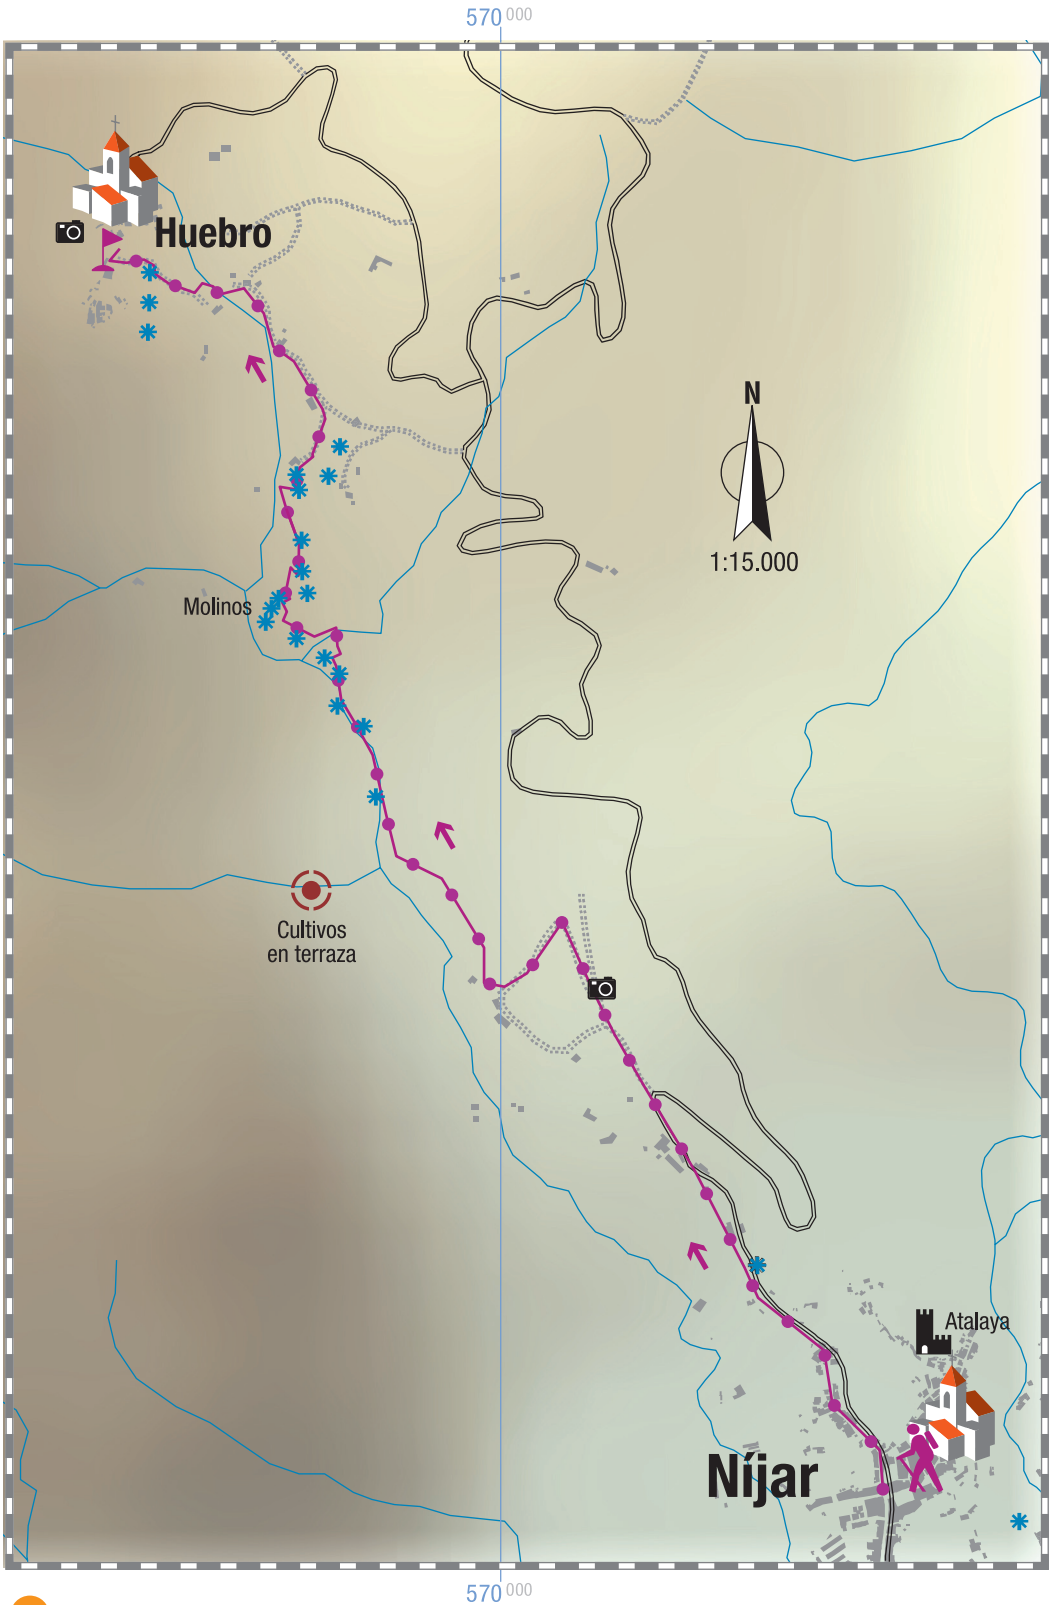 570 000
Huebro
N
1:15.000
Molinos
Cultivos
en terraza
Atalaya
Níjar
570 000